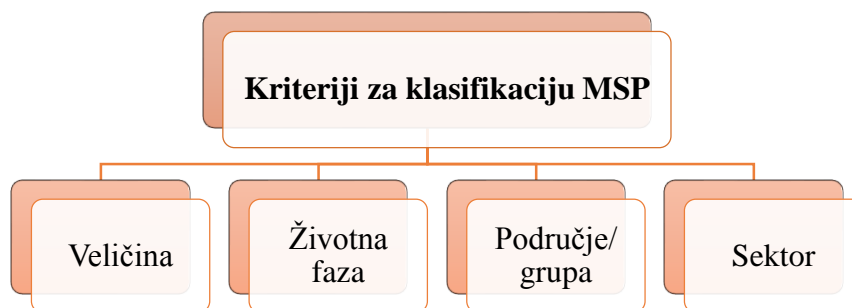 Kriteriji za klasifikaciju MSP
Veličina
Životna
faza
Područje/
grupa
Sektor